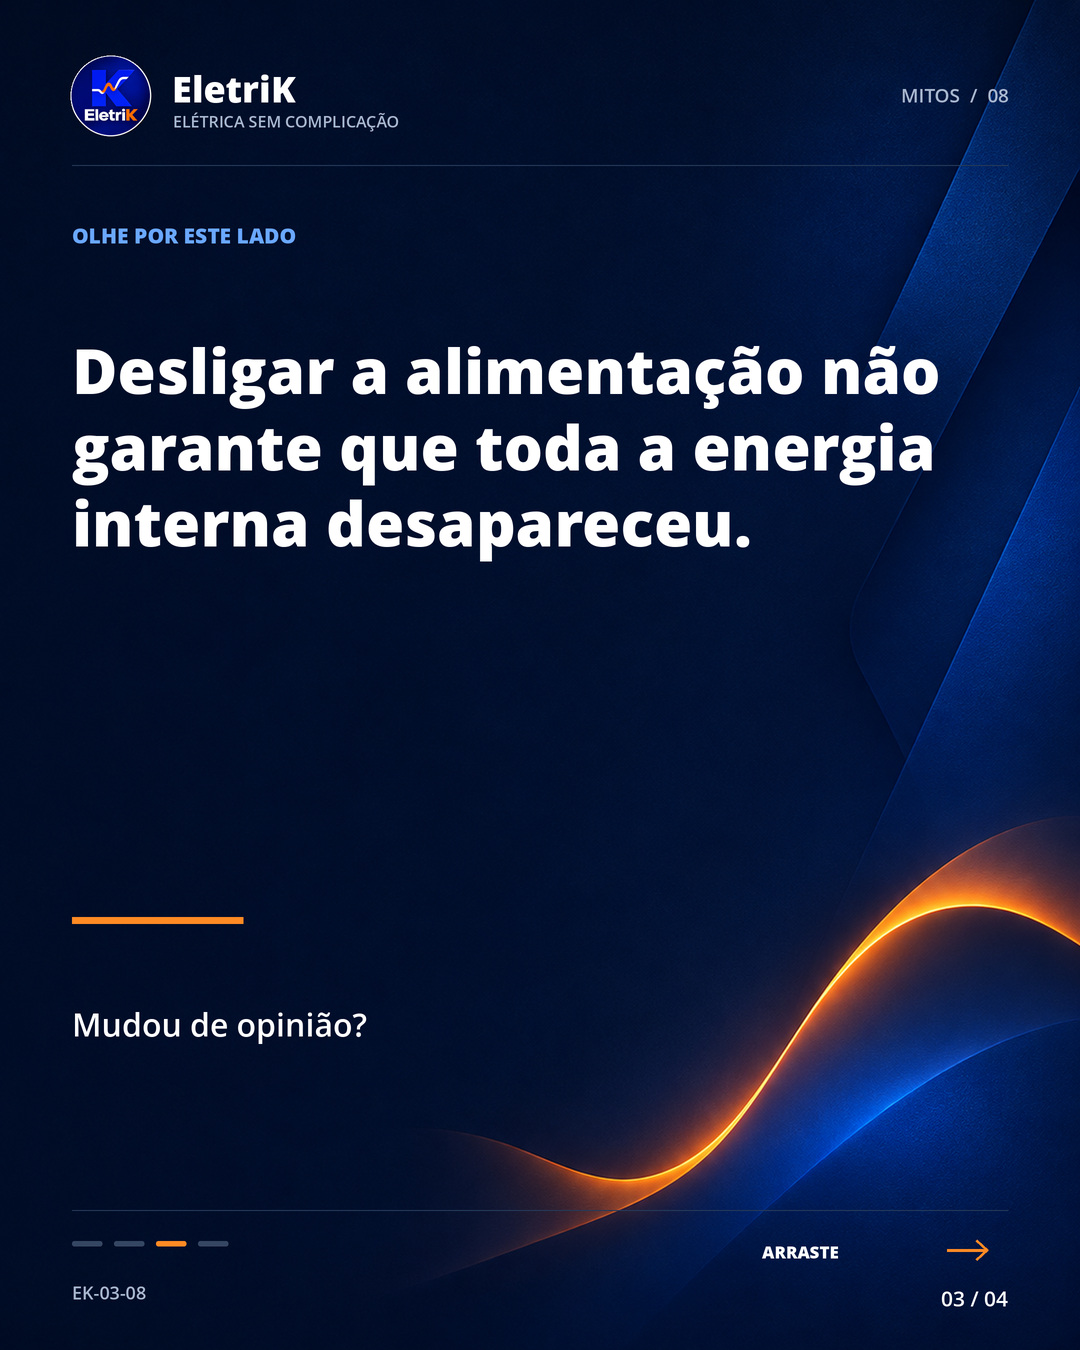 K
EletriK
EletriK
ELÉTRICA SEM COMPLICAÇÃO
MITOS / 08
OLHE POR ESTE LADO
Desligar a alimentação não
garante que toda a energia
interna desapareceu.
Mudou de opinião?
ARRASTE
EK-03-08
03 / 04